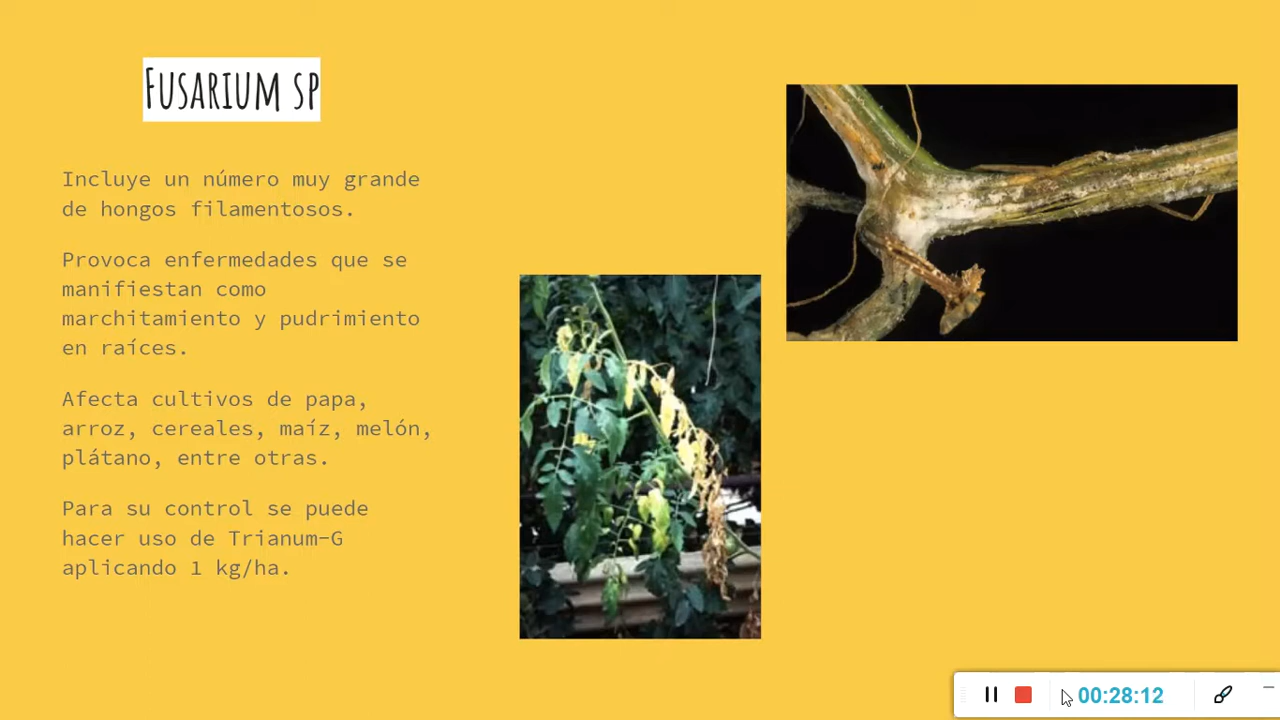 Fusarium sp
Incluye un número muy grande
de hongos filamentosos.
Provoca enfermedades que se
manifiestan como
marchitamiento y pudrimiento
en raíces.
Afecta cultivos de papa,
arroz, cereales, maíz, melón,
plátano, entre otras.
Para su control se puede
hacer uso de Trianum-G
aplicando 1 kg/ha.
00:28:12